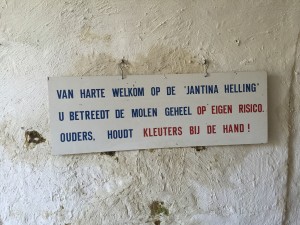 VAN HARTE WELKOM OP DE 'JANTINA HELLING'
U BETREEDT DE MOLEN GEHEEL OP EIGEN RISICO.
OUDERS, HOUDT KLEUTERS BIJ DE HAND!